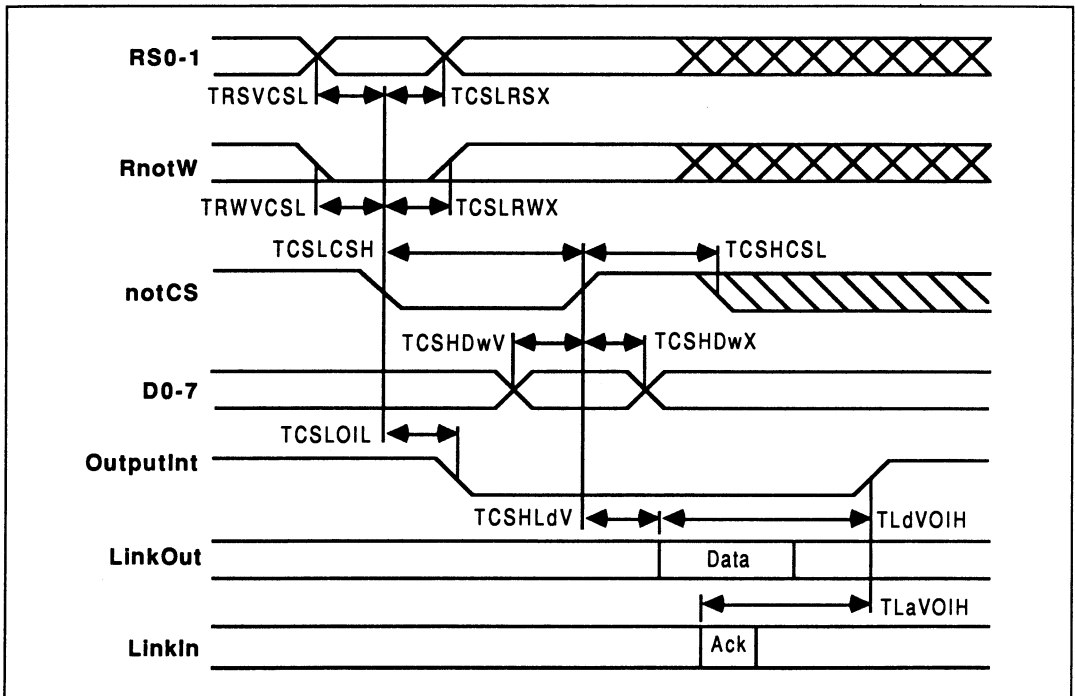 RS0-1
TRSVCSL
TCSLRSX
RnotW
TRWVCSL
TCSLRWX
TCSLCSH
TCSHCSL
notCS
TCSHDwV
TCSHDwX
D0-7
TCSLOIL
OutputInt
TCSHLdV
TLdVOIH
LinkOut
Data
TLaVOIH
LinkIn
Ack